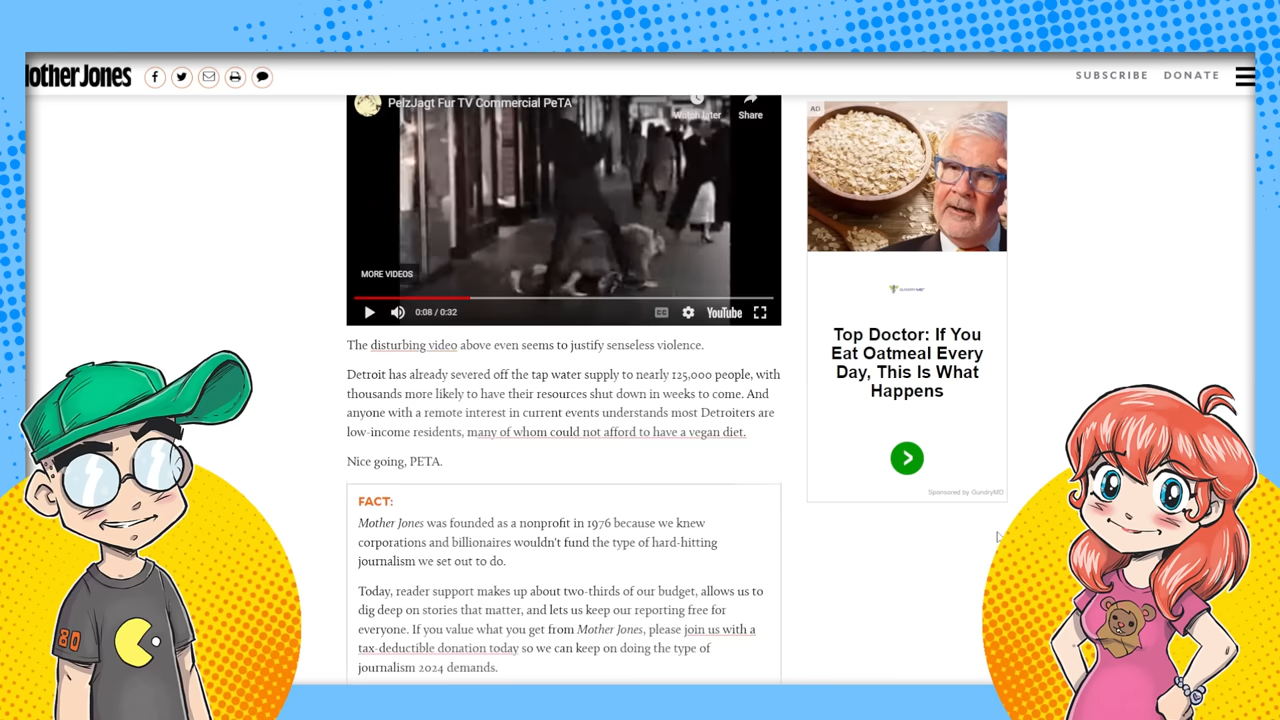 Mother Jones
SUBSCRIBE DONATE
PelzJagt Fur TV Commercial PeTA
Watch later
Share
MORE VIDEOS
0:08 / 0:32
CC
YouTube
The disturbing video above even seems to justify senseless violence.
Detroit has already severed off the tap water supply to nearly 125,000 people, with
thousands more likely to have their resources shut down in weeks to come. And
anyone with a remote interest in current events understands most Detroiters are
low-income residents, many of whom could not afford to have a vegan diet.
Nice going, PETA.
FACT:
Mother Jones was founded as a nonprofit in 1976 because we knew
corporations and billionaires wouldn't fund the type of hard-hitting
journalism we set out to do.
Today, reader support makes up about two-thirds of our budget, allows us to
dig deep on stories that matter, and lets us keep our reporting free for
everyone. If you value what you get from Mother Jones, please join us with a
tax-deductible donation today so we can keep on doing the type of
journalism 2024 demands.
AD
GUNDRYMD
Top Doctor: If You
Eat Oatmeal Every
Day, This Is What
Happens
Sponsored by GundryMD
80